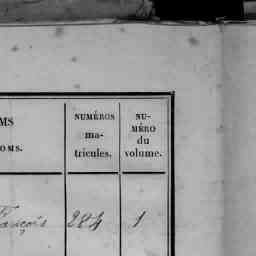 MS
OMS.
NUMÉROS
ma-
tricules.
NU-
MÉRO
du
volume.
François 284 1